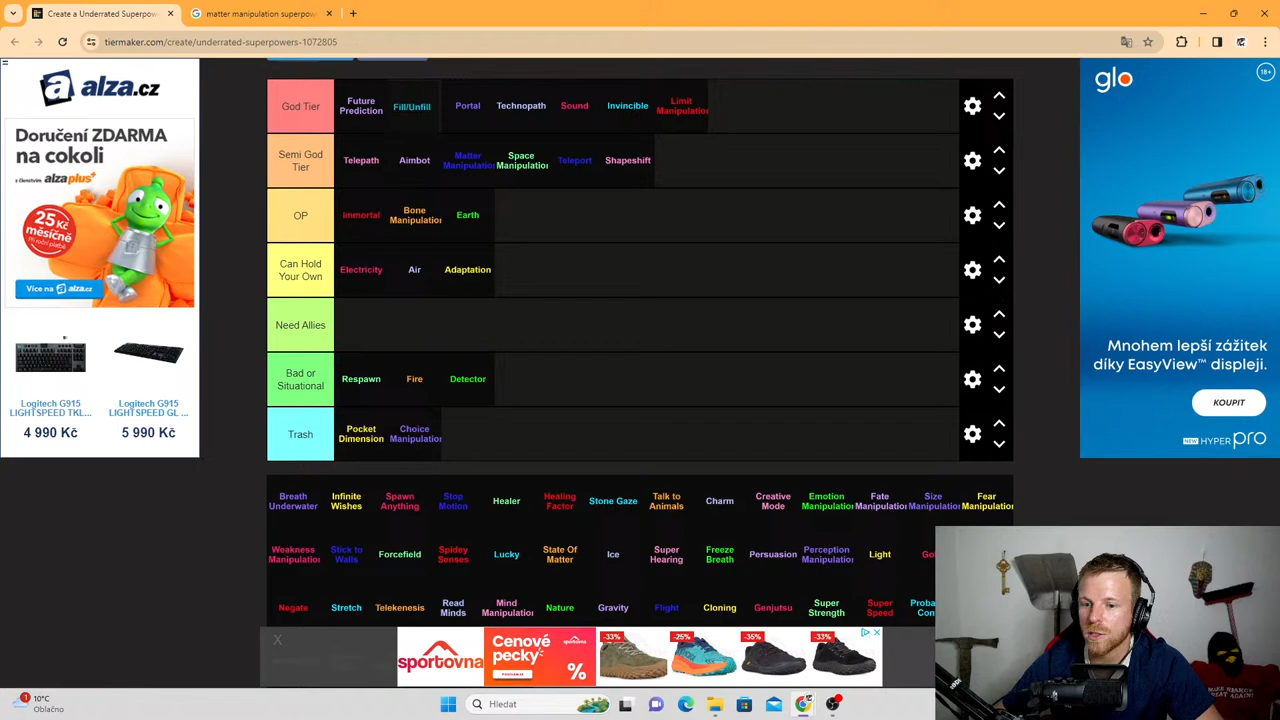 Create a Underrated Superpow
matter manipulation superpow
tiermaker.com/create/underrated-superpowers-1072805
alza.cz
Doručení ZDARMA
na cokoli
s členstvím alzaplus+
25 Kč
měsíčně
Více na alza.cz
Logitech G915
LIGHTSPEED TKL...
4 990 Kč
Logitech G915
LIGHTSPEED GL ...
5 990 Kč
God Tier
Future
Prediction
Fill/Unfill
Portal
Technopath
Sound
Invincible
Limit
Manipulation
Semi God
Tier
Telepath
Aimbot
Matter
Manipulation
Space
Manipulation
Teleport
Shapeshift
OP
immortal
Bone
Manipulation
Earth
Can Hold
Your Own
Electricity
Air
Adaptation
Need Allies
Bad or
Situational
Respawn
Fire
Detector
Trash
Pocket
Dimension
Choice
Manipulation
Breath
Underwater
Infinite
Wishes
Spawn
Anything
Stop
Motion
Healer
Healing
Factor
Stone Gaze
Talk to
Animals
Charm
Creative
Mode
Emotion
Manipulation
Fate
Manipulation
Size
Manipulation
Fear
Manipulation
Weakness
Manipulation
Stick to
Walls
Forcefield
Spidey
Senses
Lucky
State Of
Matter
Ice
Super
Hearing
Freeze
Breath
Persuasion
Perception
Manipulation
Light
Negate
Stretch
Telekenesis
Read
Minds
Mind
Manipulation
Nature
Gravity
Flight
Cloning
Genjutsu
Super
Strength
Super
Speed
glo
18+
Mnohem lepší zážitek
díky EasyView™ displeji.
KOUPIT
NEW HYPER pro
X
sportovna
Cenové
pecky
sportovna
%
-33%
-25%
-35%
-33%
1
10°C
Oblačno
Hledat